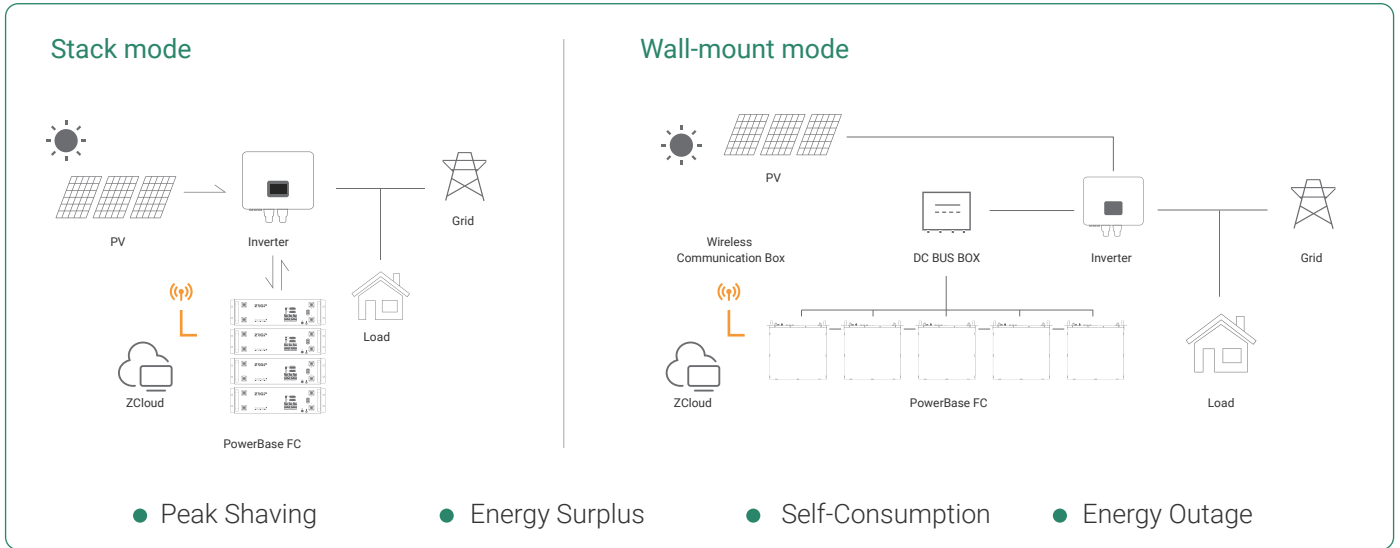 Stack mode
PV
Inverter
Grid
Load
ZCloud
PowerBase FC
Wall-mount mode
PV
Wireless
Communication Box
DC BUS BOX
Inverter
Grid
ZCloud
PowerBase FC
Load
Peak Shaving
Energy Surplus
Self-Consumption
Energy Outage